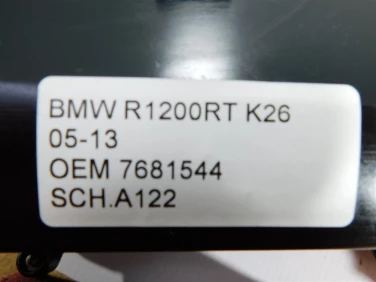 BMW R1200RT K26
05-13
OEM 7681544
SCH.A122